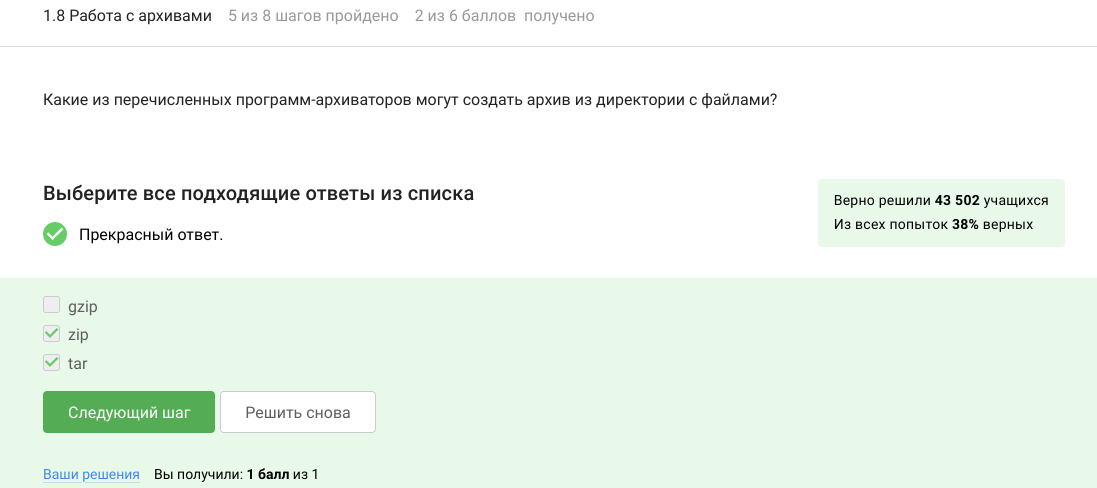 1.8 Работа с архивами 5 из 8 шагов пройдено 2 из 6 баллов получено
Какие из перечисленных программ-архиваторов могут создать архив из директории с файлами?
Выберите все подходящие ответы из списка
Верно решили 43 502 учащихся
Из всех попыток 38% верных
Прекрасный ответ.
gzip
zip
tar
Следующий шаг Решить снова
Ваши решения Вы получили: 1 балл из 1